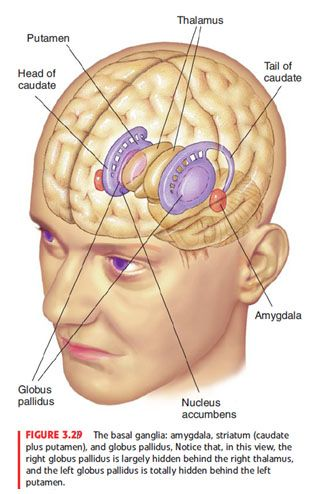 Thalamus
Putamen
Head of
caudate
Tail of
caudate
Amygdala
Globus
pallidus
Nucleus
accumbens
FIGURE 3.29 The basal ganglia: amygdala, striatum (caudate
plus putamen), and globus pallidus, Notice that, in this view, the
right globus pallidus is largely hidden behind the right thalamus,
and the left globus pallidus is totally hidden behind the left
putamen.